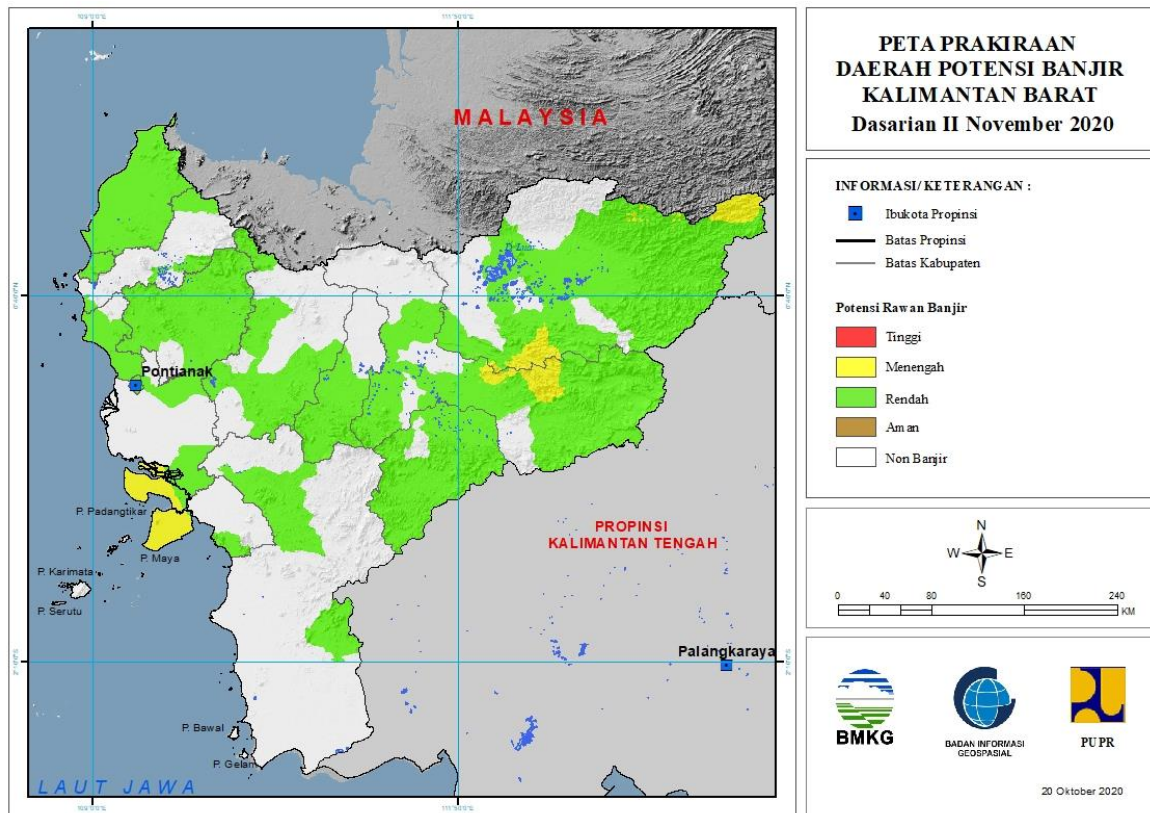 PETA PRAKIRAAN
DAERAH POTENSI BANJIR
KALIMANTAN BARAT
Dasarian II November 2020
INFORMASI/ KETERANGAN :
Ibukota Propinsi
Batas Propinsi
Batas Kabupaten
Potensi Rawan Banjir
Tinggi
Menengah
Rendah
Aman
Non Banjir
N
W E
S
0 40 80 160 240
KM
BMKG
BADAN INFORMASI
GEOSPASIAL
PUPR
20 Oktober 2020
MALAYSIA
Pontianak
P. Padangtikar
P. Maya
P. Karimata
P. Serutu
PROPINSI
KALIMANTAN TENGAH
Palangkaraya
P. Bawal
P. Gelan
LAUT JAWA